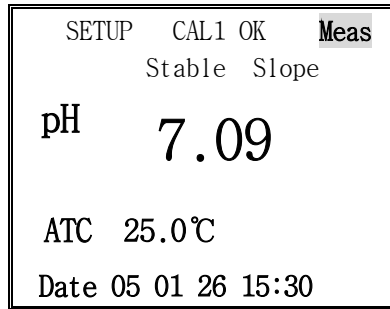 SETUP CAL1 OK Meas
Stable Slope
pH 7.09
ATC 25.0℃
Date 05 01 26 15:30